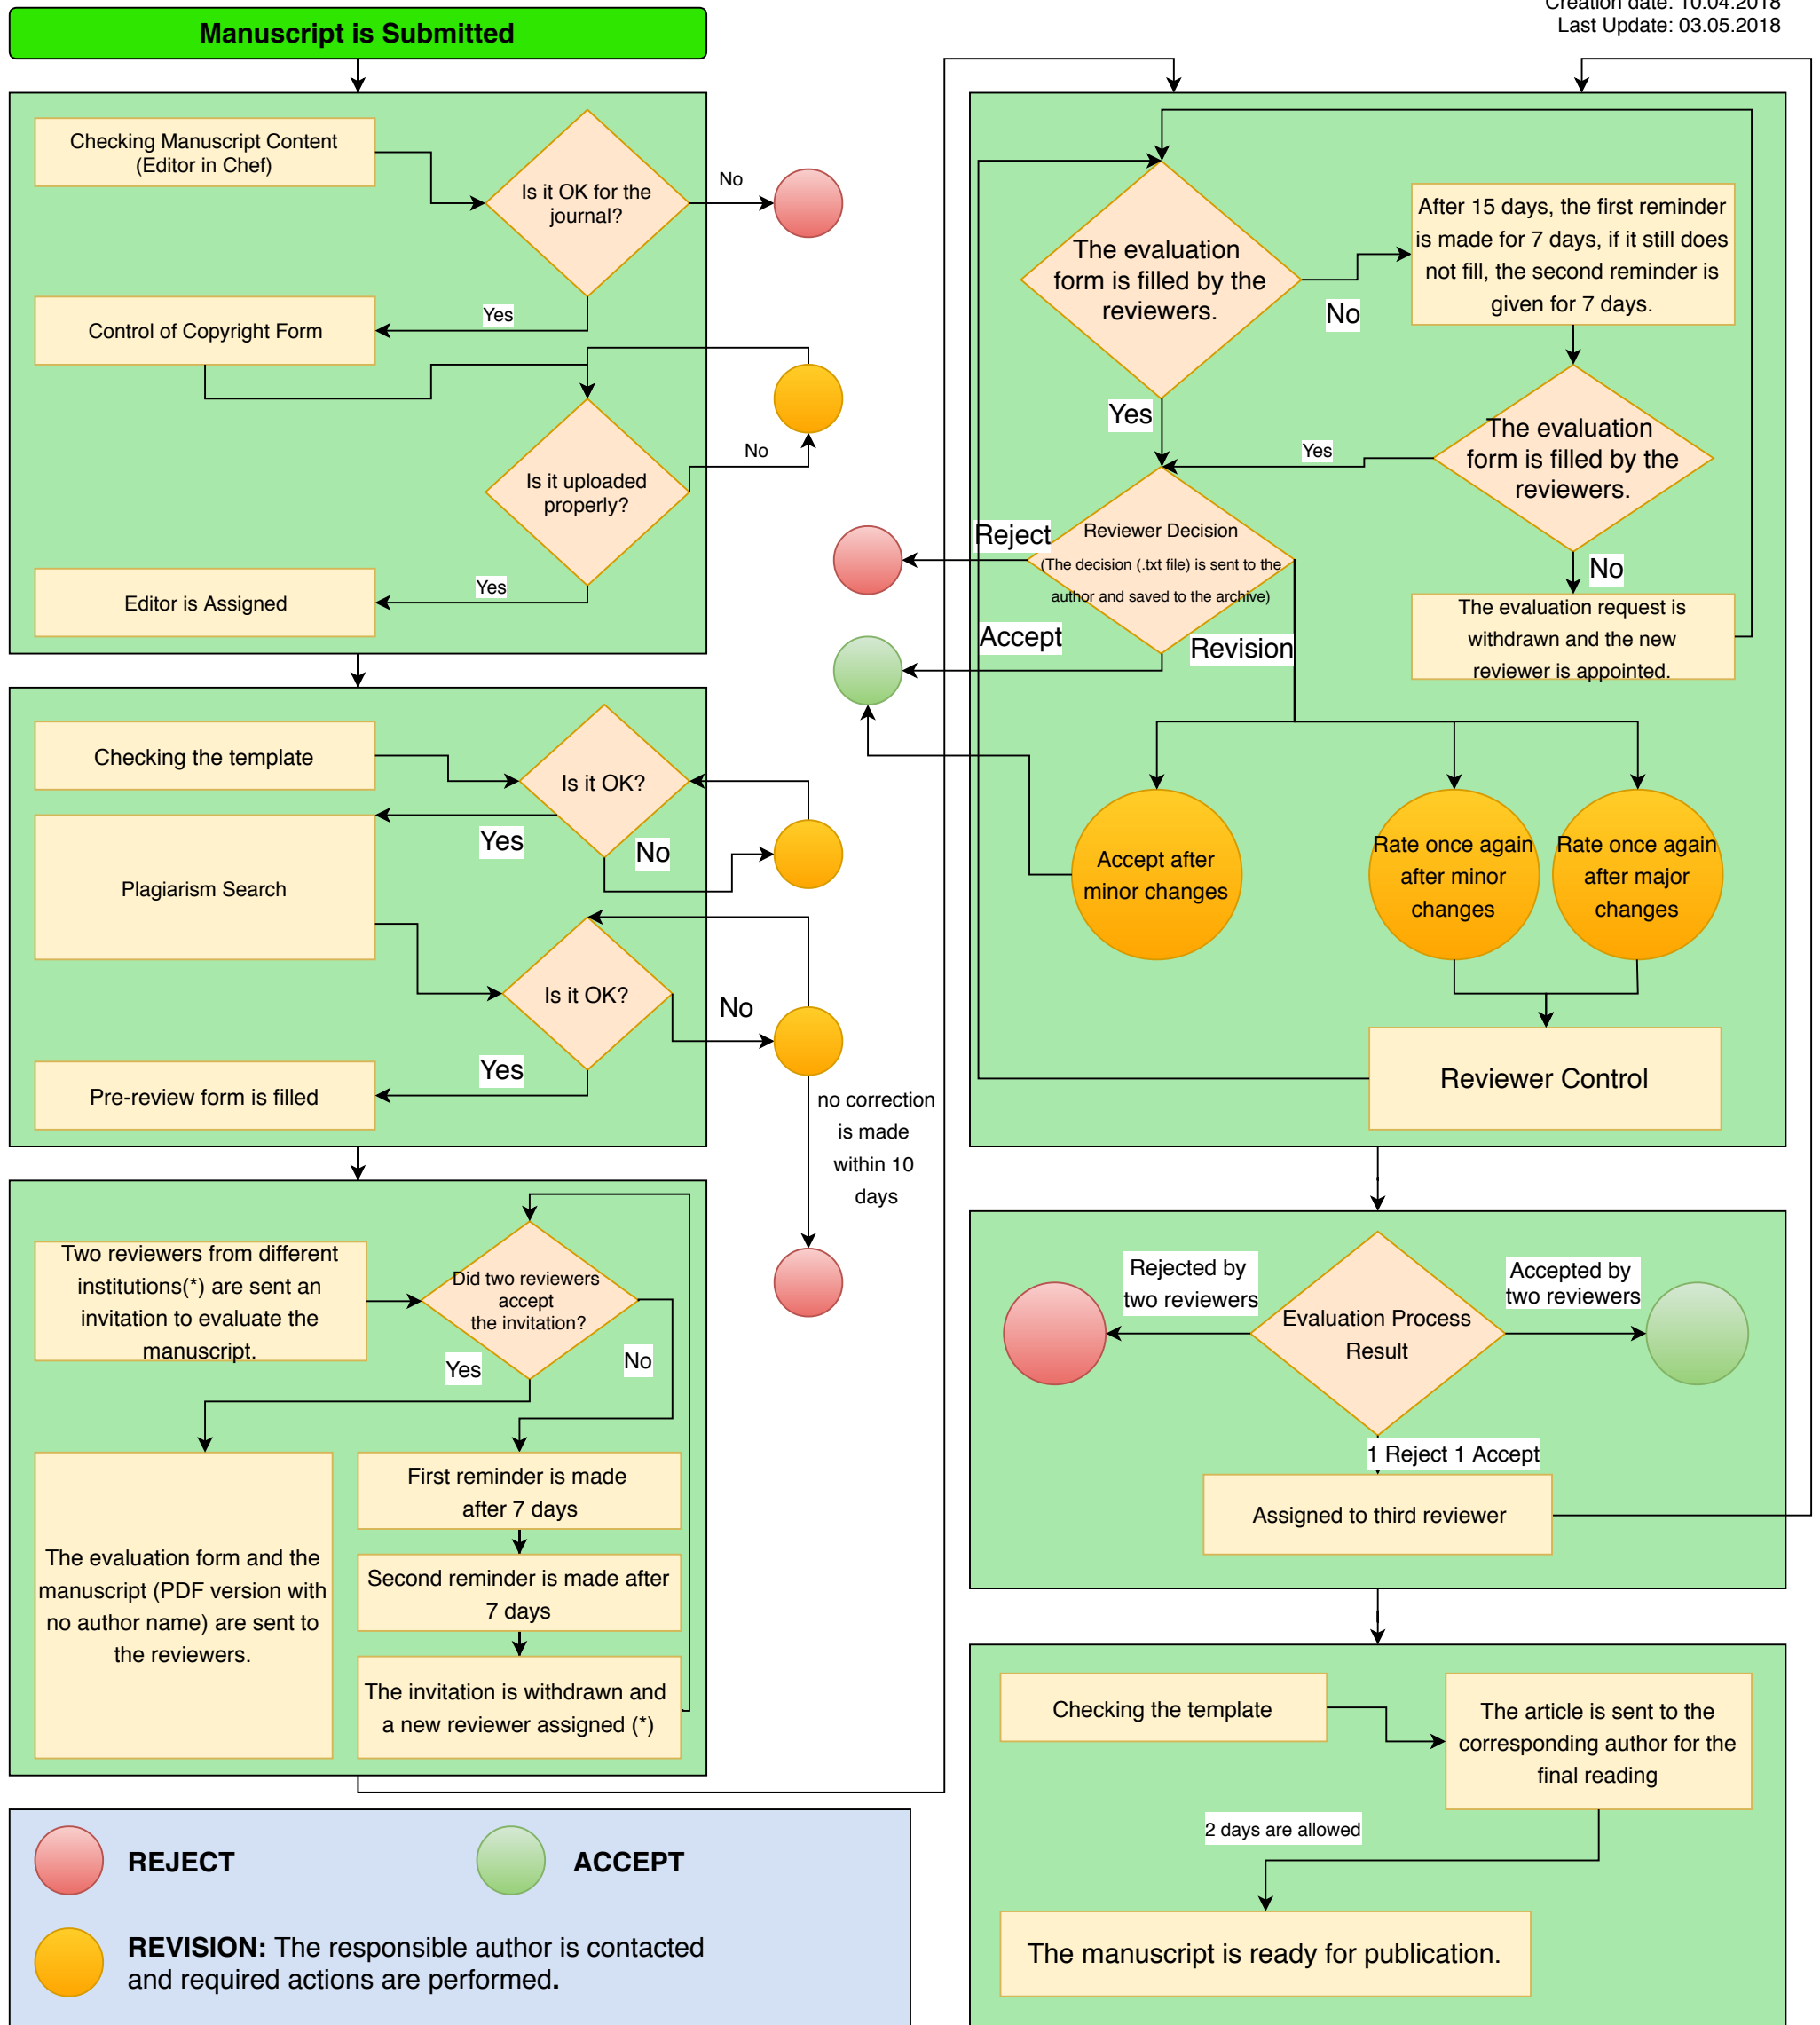 Creation date: 10.04.2018
Last Update: 03.05.2018
Manuscript is Submitted
Checking Manuscript Content
(Editor in Chef)
Is it OK for the
journal?
No
Yes
Control of Copyright Form
Is it uploaded
properly?
No
Yes
Editor is Assigned
Checking the template
Is it OK?
Yes
No
Plagiarism Search
Is it OK?
No
Yes
Pre-review form is filled
no correction
is made
within 10
days
Two reviewers from different
institutions(*) are sent an
invitation to evaluate the
manuscript.
Did two reviewers
accept
the invitation?
Yes
No
The evaluation form and the
manuscript (PDF version with
no author name) are sent to
the reviewers.
First reminder is made
after 7 days
Second reminder is made after
7 days
The invitation is withdrawn and
a new reviewer assigned (*)
REJECT
ACCEPT
REVISION: The responsible author is contacted
and required actions are performed.
The evaluation
form is filled by the
reviewers.
No
After 15 days, the first reminder
is made for 7 days, if it still does
not fill, the second reminder is
given for 7 days.
Yes
The evaluation
form is filled by the
reviewers.
Yes
No
The evaluation request is
withdrawn and the new
reviewer is appointed.
Reviewer Decision
(The decision (.txt file) is sent to the
author and saved to the archive)
Reject
Accept
Revision
Accept after
minor changes
Rate once again
after minor
changes
Rate once again
after major
changes
Reviewer Control
Evaluation Process
Result
Rejected by
two reviewers
Accepted by
two reviewers
1 Reject 1 Accept
Assigned to third reviewer
Checking the template
The article is sent to the
corresponding author for the
final reading
2 days are allowed
The manuscript is ready for publication.